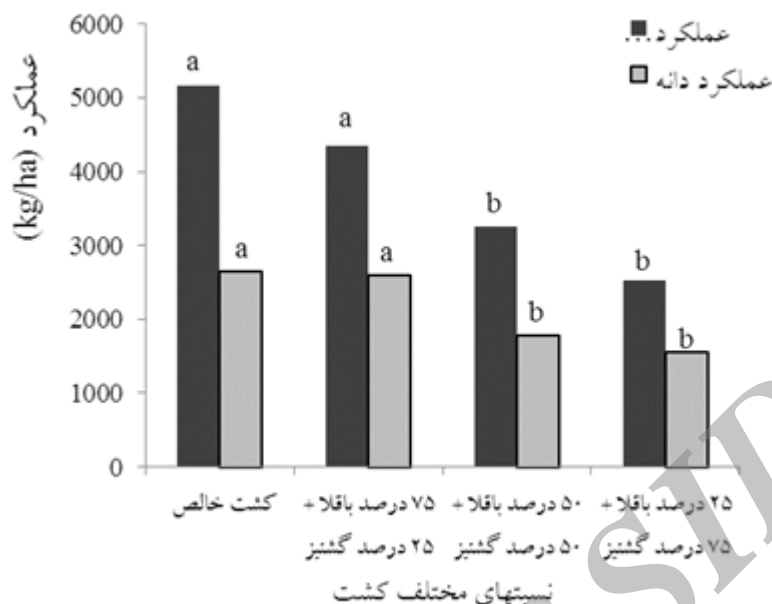 عملکرد...
عملکرد دانه
عملکرد (kg/ha)
6000
5000
4000
3000
2000
1000
0
a
a
a
a
b
b
b
b
کشت خالص
۷۵ درصد باقلا +
۲۵ درصد گشنیز
۵۰ درصد باقلا +
۵۰ درصد گشنیز
۲۵ درصد باقلا +
۷۵ درصد گشنیز
نسبتهای مختلف کشت
SID